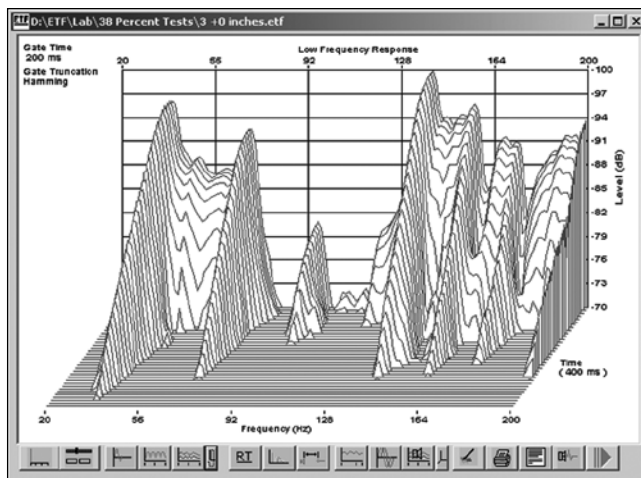 D:\ETF\Lab\38 Percent Tests\3 +0 inches.etf
Gate Time
200 ms
Gate Truncation
Hamming
Low Frequency Response
20 56 92 128 164 200
-100
-97
-94
-91
-88
-85
-82
-79
-76
-73
-70
Level (dB)
Time
(400 ms)
20 56 92 128 164 200
Frequency (Hz)
RT